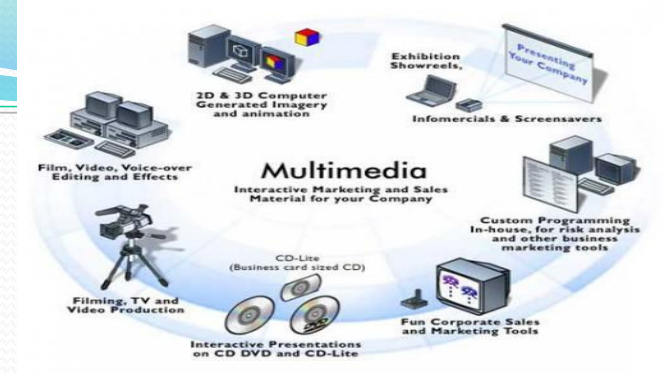 Presenting
Your Company
Exhibition
Showreels,
Infomercials & Screensavers
2D & 3D Computer
Generated Imagery
and animation
Film, Video, Voice-over
Editing and Effects
Multimedia
Interactive Marketing and Sales
Material for your Company
Custom Programming
In-house, for risk analysis
and other business
marketing tools
CD-Lite
(Business card sized CD)
Filming, TV and
Video Production
DVD
Interactive Presentations
on CD DVD and CD-Lite
Fun Corporate Sales
and Marketing Tools